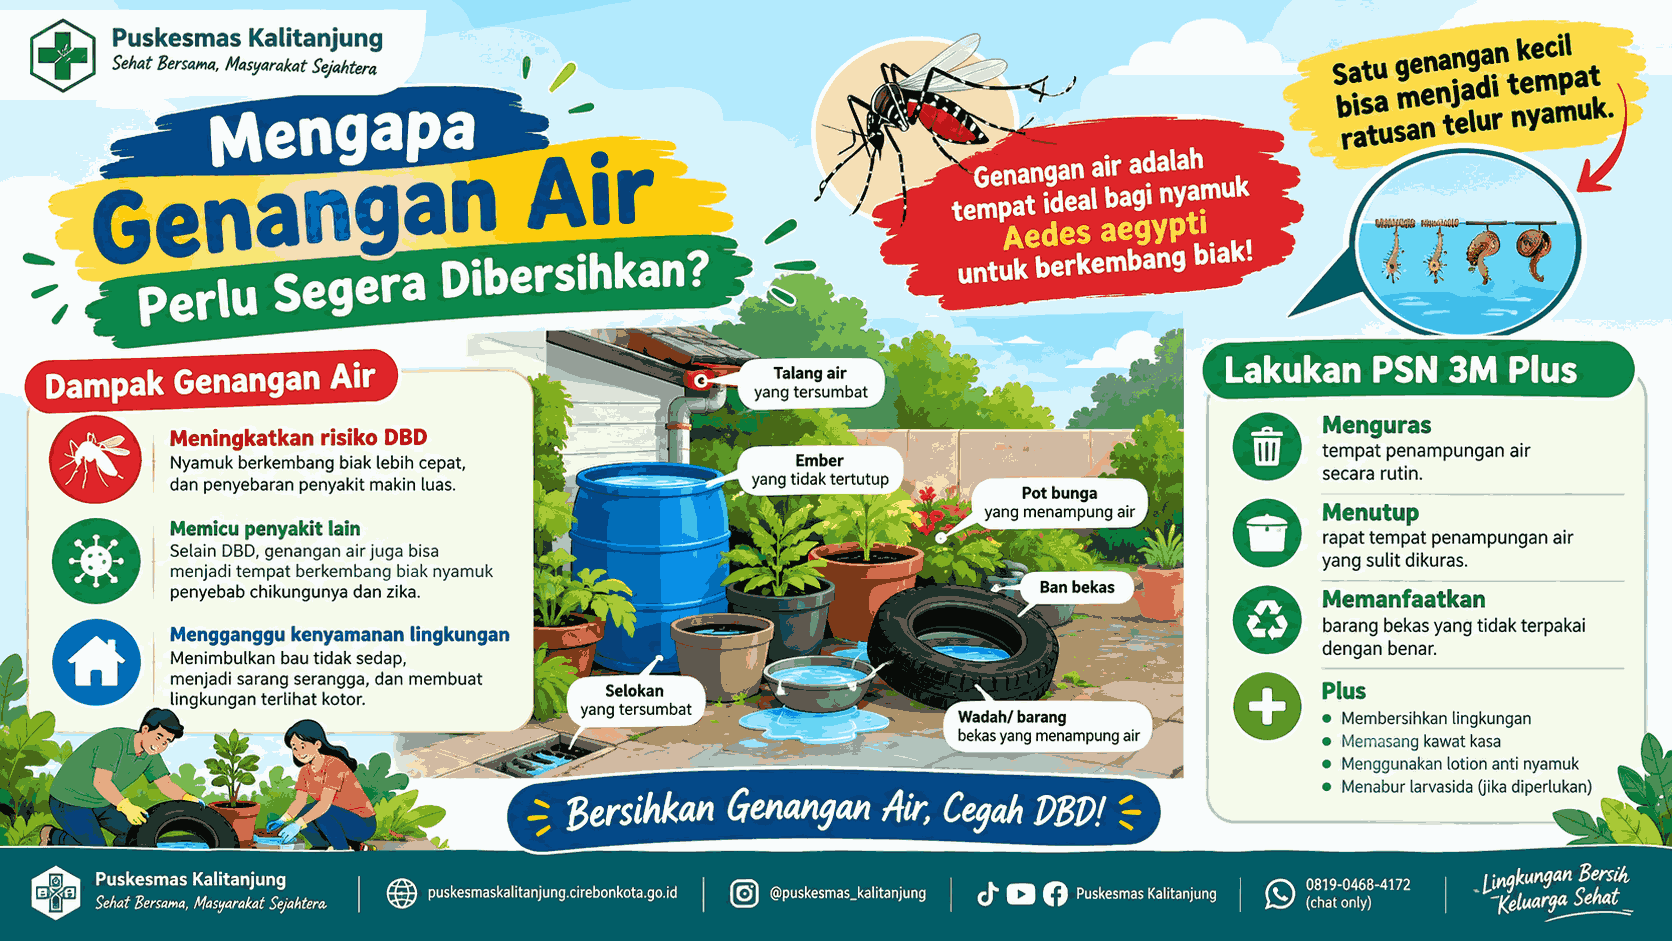 Puskesmas Kalitanjung
Sehat Bersama, Masyarakat Sejahtera
Mengapa
Genangan Air
Perlu Segera Dibersihkan?
Genangan air adalah
tempat ideal bagi nyamuk
Aedes aegypti
untuk berkembang biak!
Satu genangan kecil
bisa menjadi tempat
ratusan telur nyamuk.
Dampak Genangan Air
Meningkatkan risiko DBD
Nyamuk berkembang biak lebih cepat,
dan penyebaran penyakit makin luas.
Memicu penyakit lain
Selain DBD, genangan air juga bisa
menjadi tempat berkembang biak nyamuk
penyebab chikungunya dan zika.
Mengganggu kenyamanan lingkungan
Menimbulkan bau tidak sedap,
menjadi sarang serangga, dan membuat
lingkungan terlihat kotor.
Talang air
yang tersumbat
Ember
yang tidak tertutup
Pot bunga
yang menampung air
Ban bekas
Selokan
yang tersumbat
Wadah/ barang
bekas yang menampung air
Lakukan PSN 3M Plus
Menguras
tempat penampungan air
secara rutin.
Menutup
rapat tempat penampungan air
yang sulit dikuras.
Memanfaatkan
barang bekas yang tidak terpakai
dengan benar.
Plus
• Membersihkan lingkungan
• Memasang kawat kasa
• Menggunakan lotion anti nyamuk
• Menabur larvasida (jika diperlukan)
Bersihkan Genangan Air, Cegah DBD!
Puskesmas Kalitanjung
Sehat Bersama, Masyarakat Sejahtera
puskesmaskalitanjung.cirebonkota.go.id
@puskesmas_kalitanjung
Puskesmas Kalitanjung
0819-0468-4172
(chat only)
Lingkungan Bersih
Keluarga Sehat